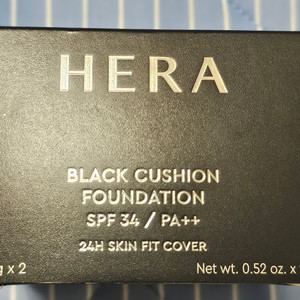 HERA
BLACK CUSHION
FOUNDATION
SPF 34 / PA++
24H SKIN FIT COVER
g x 2
Net wt. 0.52 oz. x